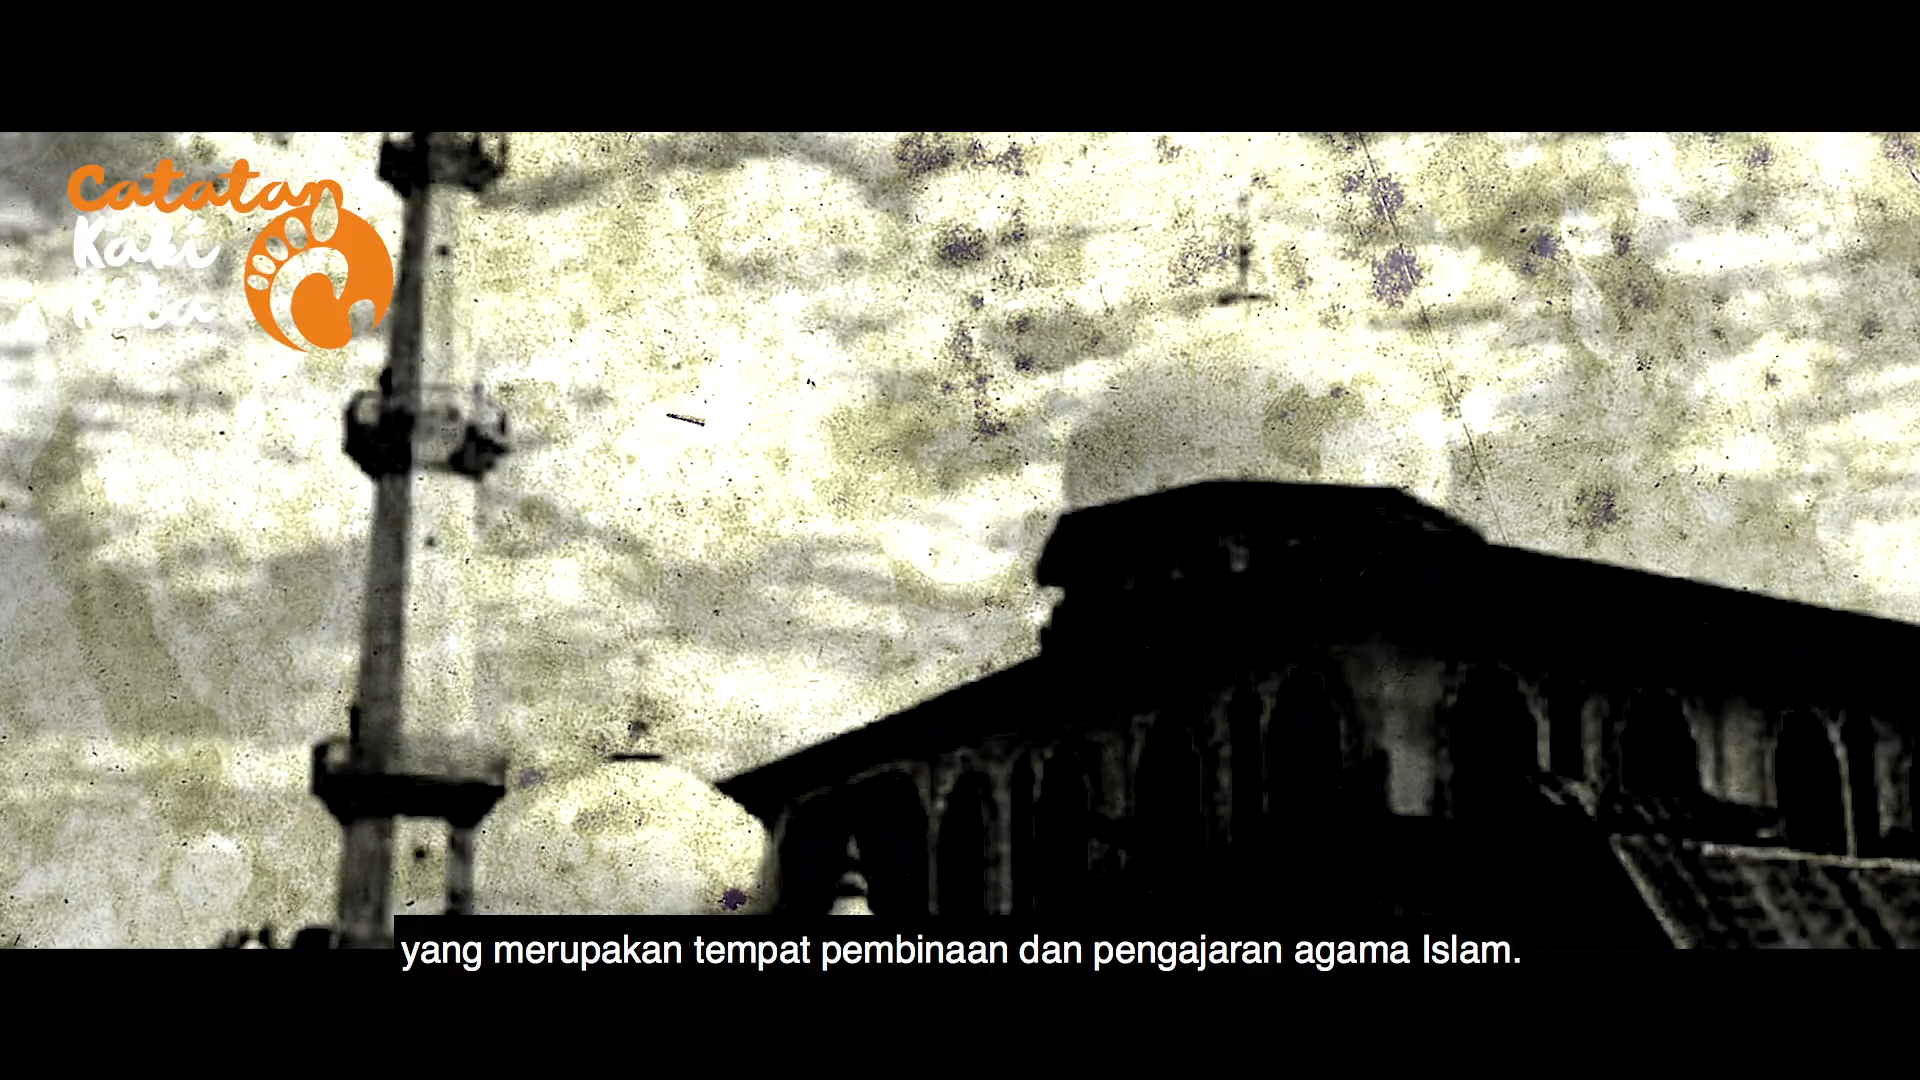 Catatan
Kaki
Kita
yang merupakan tempat pembinaan dan pengajaran agama Islam.